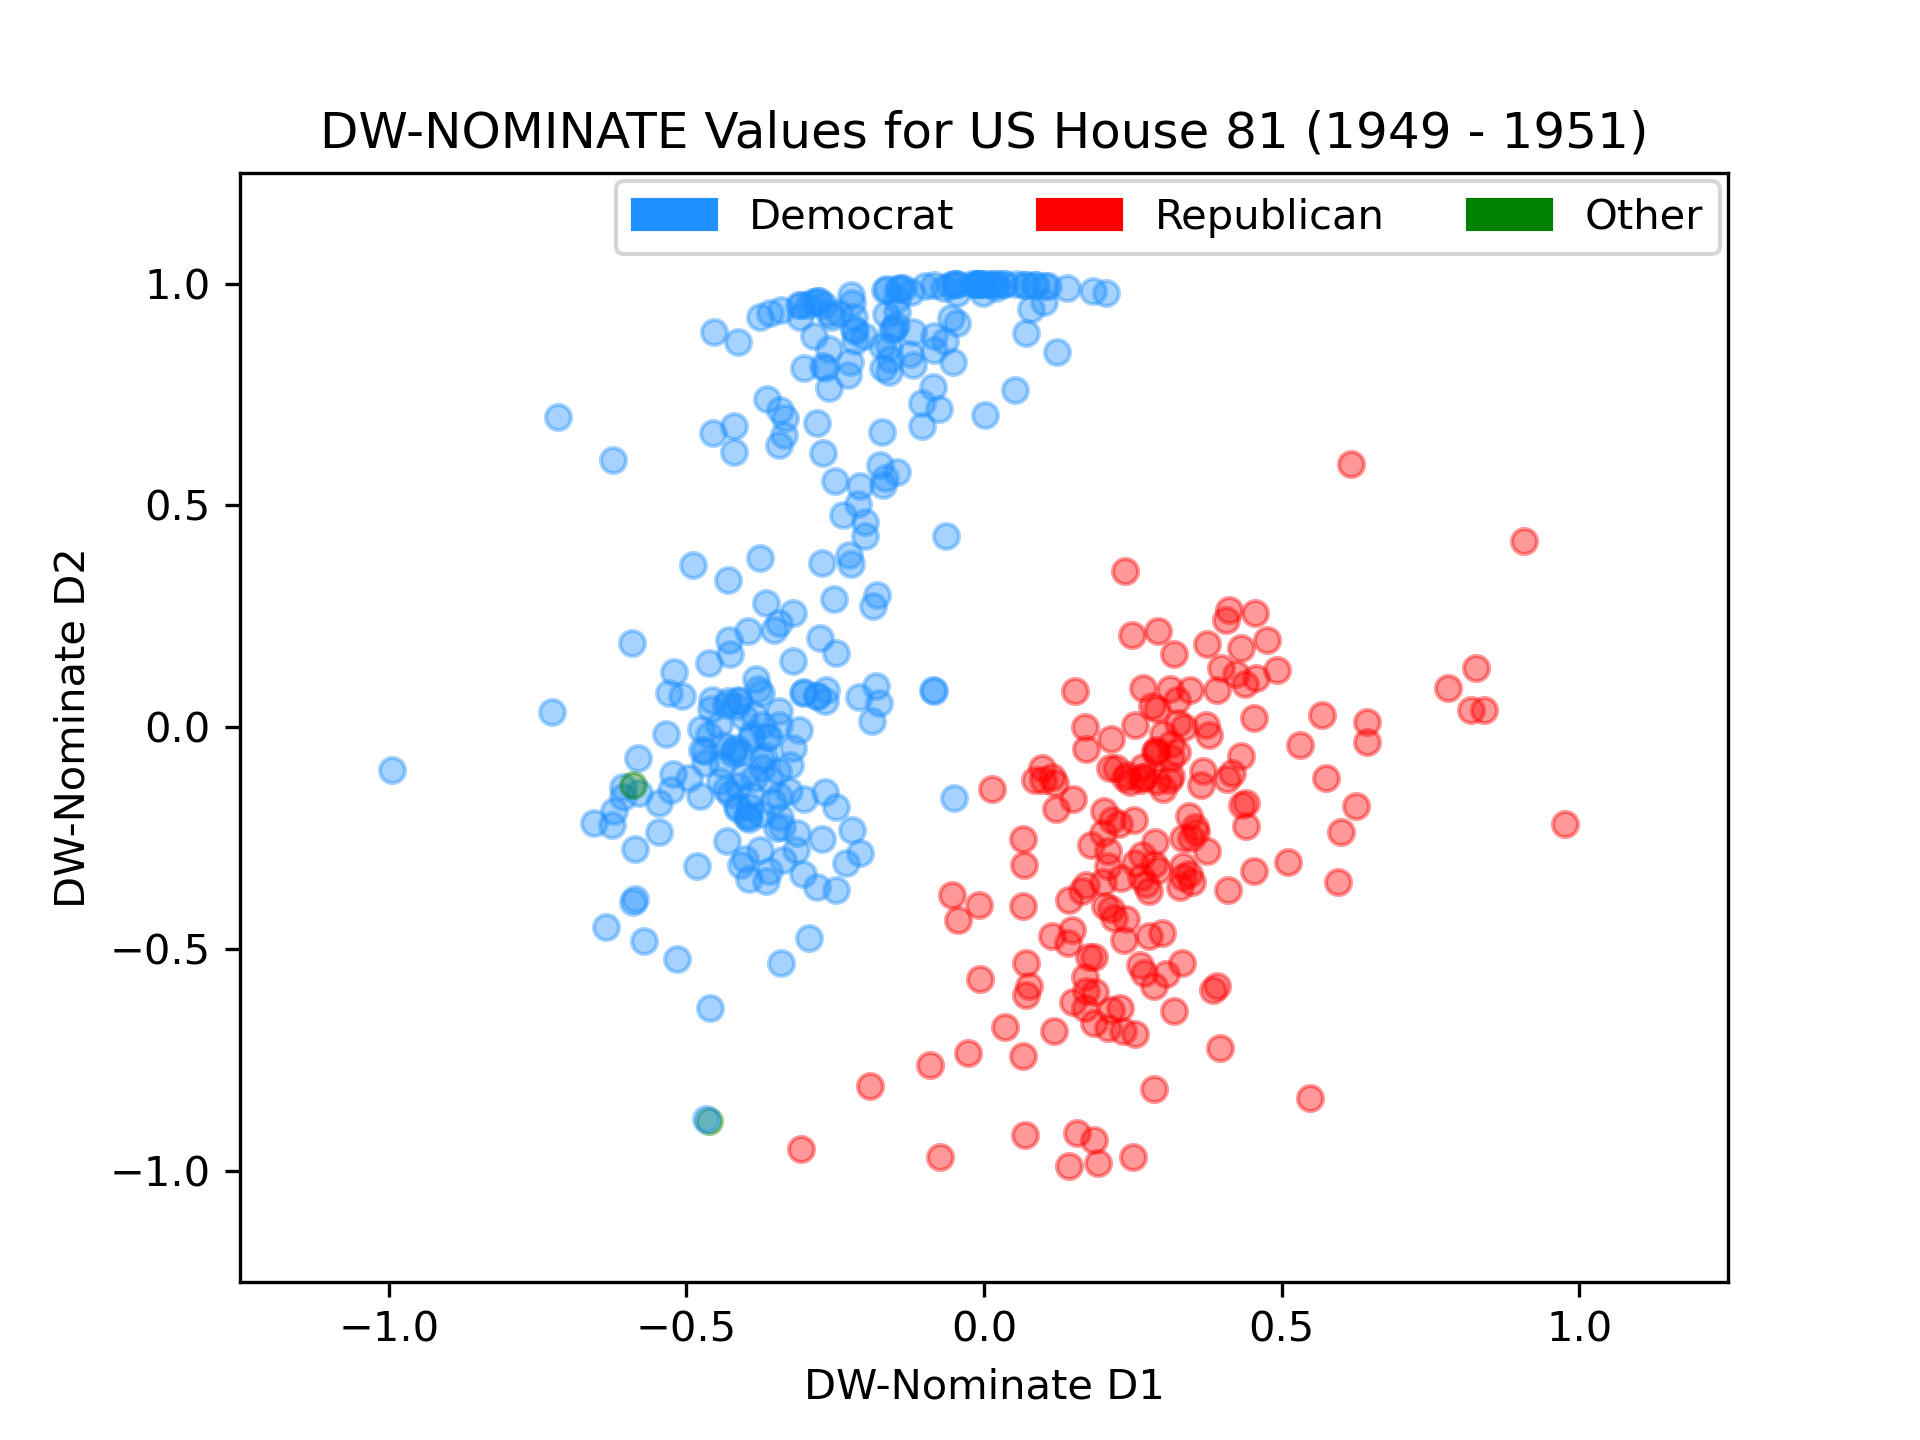 DW-NOMINATE Values for US House 81 (1949 - 1951)
Democrat Republican Other
1.0
0.5
0.0
−0.5
−1.0
DW-Nominate D2
−1.0 −0.5 0.0 0.5 1.0
DW-Nominate D1